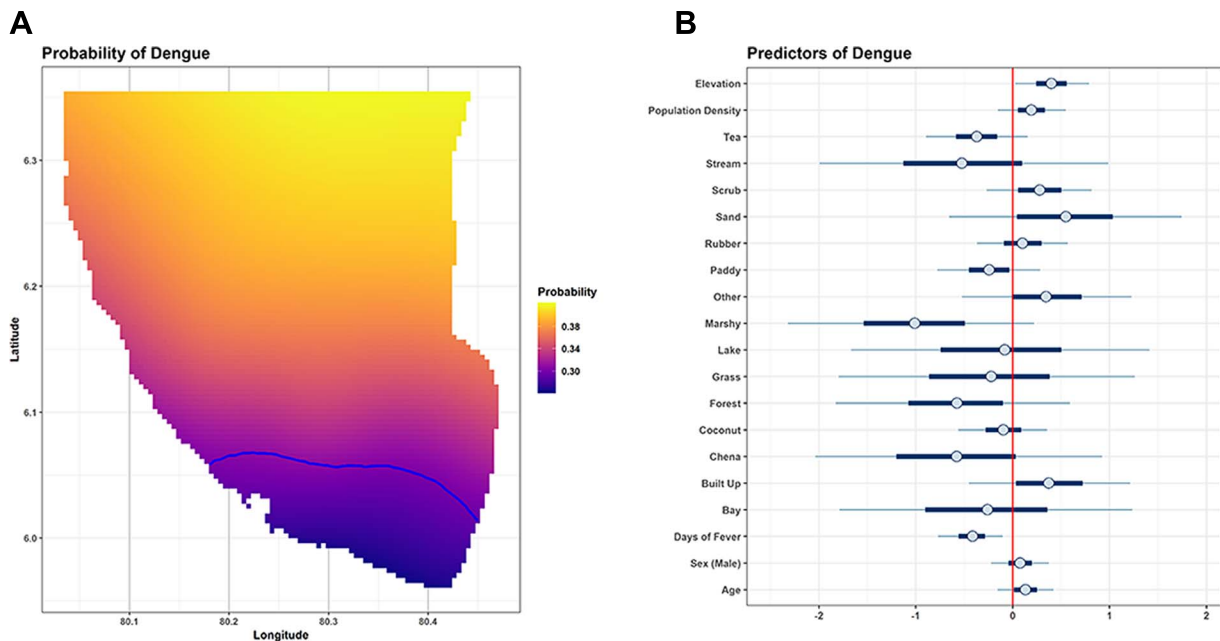 A
B
Probability of Dengue
Predictors of Dengue
6.3
6.2
6.1
6.0
Latitude
80.1
80.2
80.3
80.4
Longitude
Probability
0.38
0.34
0.30
Elevation
Population Density
Tea
Stream
Scrub
Sand
Rubber
Paddy
Other
Marshy
Lake
Grass
Forest
Coconut
Chena
Built Up
Bay
Days of Fever
Sex (Male)
Age
-2
-1
0
1
2